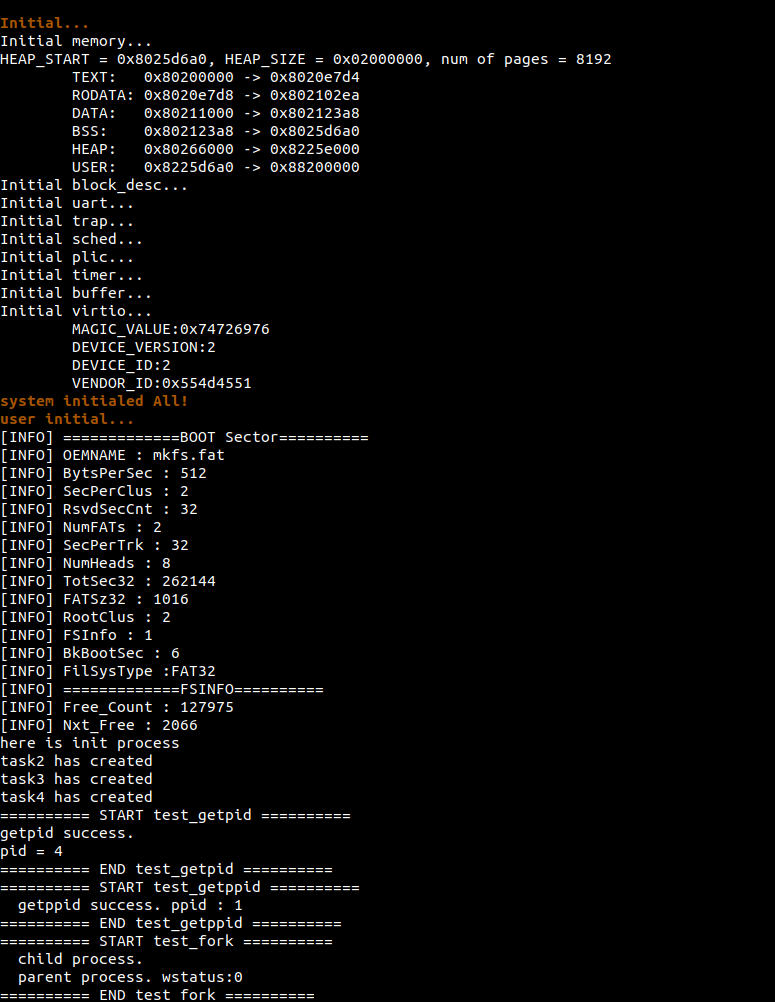 Initial...
Initial memory...
HEAP_START = 0x8025d6a0, HEAP_SIZE = 0x02000000, num of pages = 8192
TEXT: 0x80200000 -> 0x8020e7d4
RODATA: 0x8020e7d8 -> 0x802102ea
DATA: 0x80211000 -> 0x802123a8
BSS: 0x802123a8 -> 0x8025d6a0
HEAP: 0x80266000 -> 0x8225e000
USER: 0x8225d6a0 -> 0x88200000
Initial block_desc...
Initial uart...
Initial trap...
Initial sched...
Initial plic...
Initial timer...
Initial buffer...
Initial virtio...
MAGIC_VALUE:0x74726976
DEVICE_VERSION:2
DEVICE_ID:2
VENDOR_ID:0x554d4551
system initialed All!
user initial...
[INFO] =============BOOT Sector==========
[INFO] OEMNAME : mkfs.fat
[INFO] BytsPerSec : 512
[INFO] SecPerClus : 2
[INFO] RsvdSecCnt : 32
[INFO] NumFATs : 2
[INFO] SecPerTrk : 32
[INFO] NumHeads : 8
[INFO] TotSec32 : 262144
[INFO] FATSz32 : 1016
[INFO] RootClus : 2
[INFO] FSInfo : 1
[INFO] BkBootSec : 6
[INFO] FilSysType :FAT32
[INFO] =============FSINFO==========
[INFO] Free_Count : 127975
[INFO] Nxt_Free : 2066
here is init process
task2 has created
task3 has created
task4 has created
========== START test_getpid ==========
getpid success.
pid = 4
========== END test_getpid ==========
========== START test_getppid ==========
getppid success. ppid : 1
========== END test_getppid ==========
========== START test_fork ==========
child process.
parent process. wstatus:0
========== END test_fork ==========